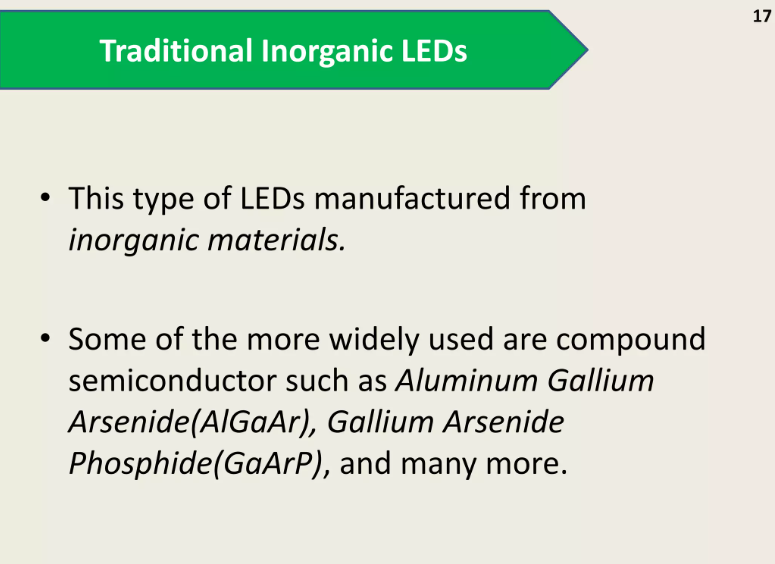 17
Traditional Inorganic LEDs
• This type of LEDs manufactured from
inorganic materials.
• Some of the more widely used are compound
semiconductor such as Aluminum Gallium
Arsenide(AlGaAr), Gallium Arsenide
Phosphide(GaArP), and many more.